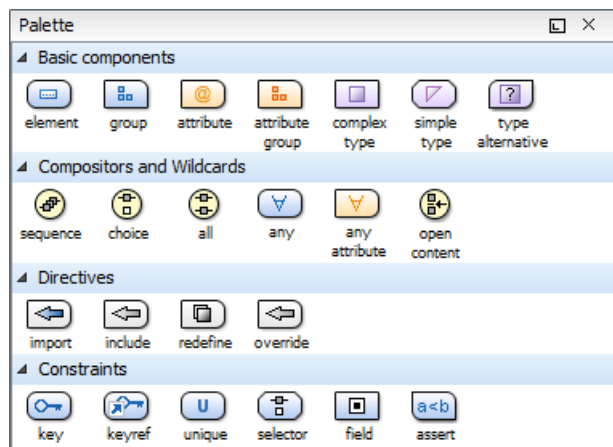 Palette
Basic components
element group attribute attribute group complex type simple type type alternative
Compositors and Wildcards
sequence choice all any any attribute open content
Directives
import include redefine override
Constraints
U a<b
key keyref unique selector field assert